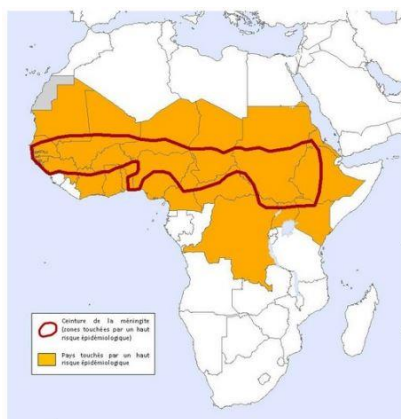 Ceinture de la méningite
(zones touchées par un haut
risque épidémiologique)
Pays touchés par un haut
risque épidémiologique